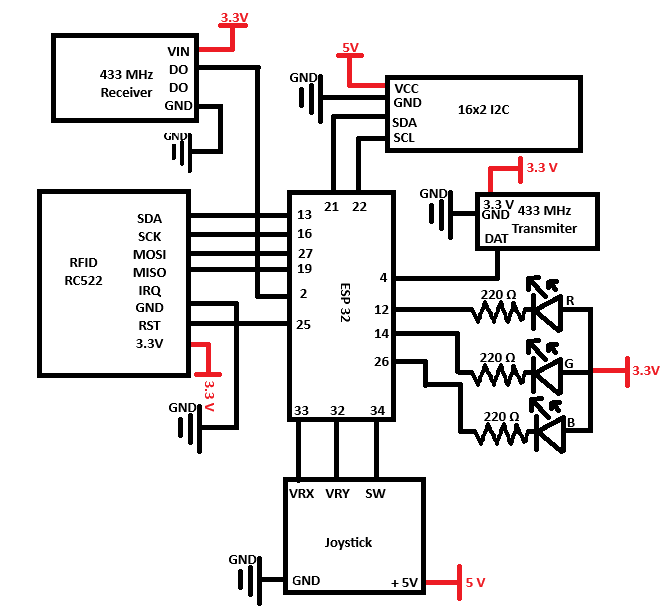 3.3V
VIN
DO
DO
GND
433 MHz
Receiver
GND
5V
GND
VCC
GND
SDA
SCL
16x2 I2C
3.3 V
GND
3.3 V
GND
DAT
433 MHz
Transmiter
RFID
RC522
SDA
SCK
MOSI
MISO
IRQ
GND
RST
3.3V
3.3 V
GND
21 22
13
16
27
19
2
25
ESP 32
4
12
14
26
33 32 34
220 Ω
R
220 Ω
G
220 Ω
B
3.3V
VRX VRY SW
Joystick
GND
GND
+ 5V
5 V